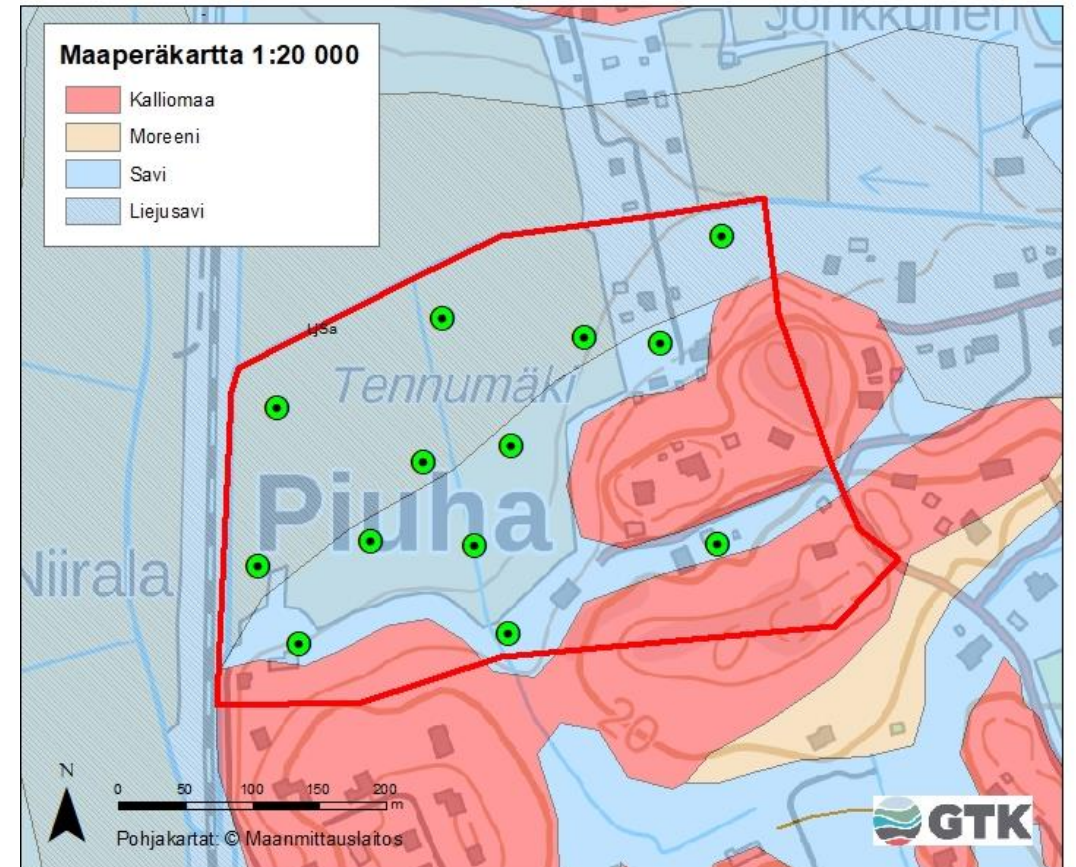 Maaperäkartta 1:20 000
Kalliomaa
Moreeni
Savi
Liejusavi
Jonkkunen
LjSa
Tennumäki
Piuha
Niirala
20
N
0 50 100 150 200 m
Pohjakartat: © Maanmittauslaitos
GTK